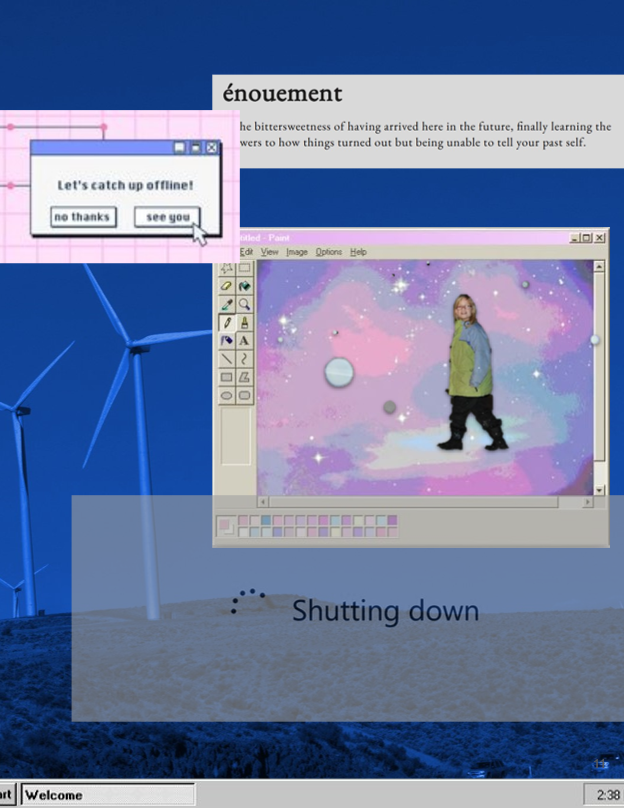 énouement
he bittersweetness of having arrived here in the future, finally learning the
wers to how things turned out but being unable to tell your past self.
Let's catch up offline!
no thanks
see you
titled - Paint
Edit View Image Options Help
A
Shutting down
art
Welcome
2:38